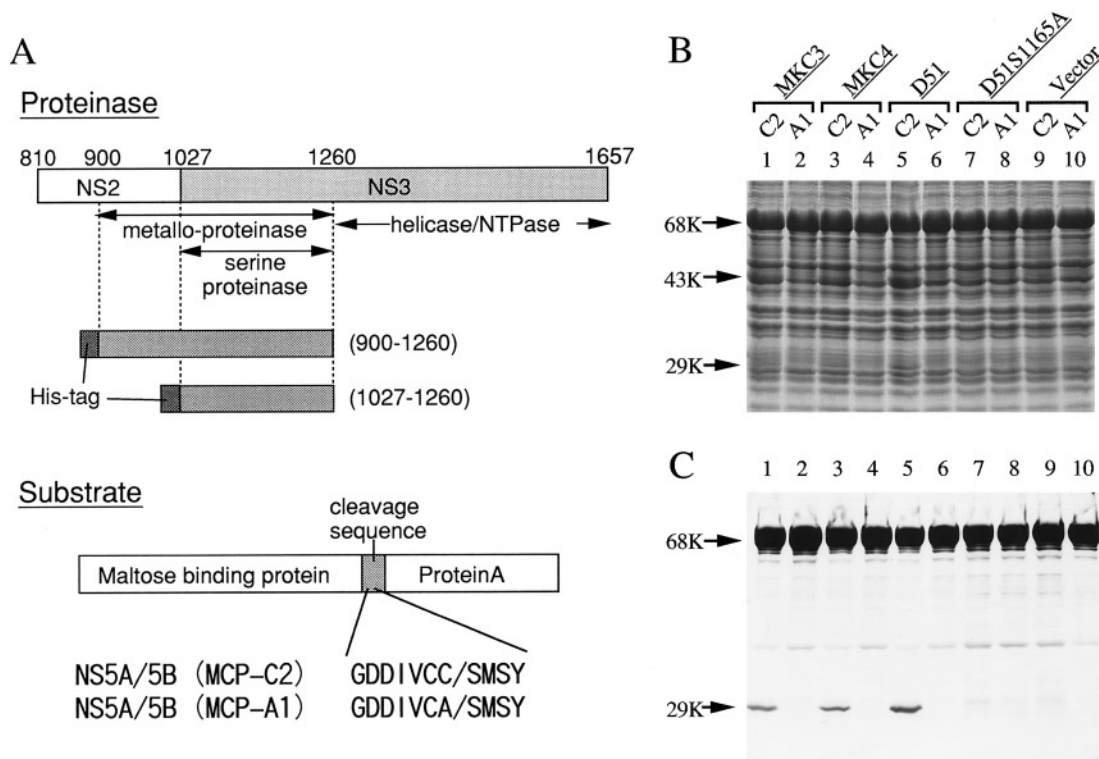 A
Proteinase
810 900 1027 1260 1657
NS2 NS3
metallo-proteinase helicase/NTPase
serine
proteinase
(900-1260)
His-tag
(1027-1260)
Substrate
cleavage
sequence
Maltose binding protein ProteinA
NS5A/5B (MCP-C2) GDDIVCC/SMSY
NS5A/5B (MCP-A1) GDDIVCA/SMSY
B
MKC3 MKC4 D51 D51S1165A Vector
C2 A1 C2 A1 C2 A1 C2 A1 C2 A1
1 2 3 4 5 6 7 8 9 10
68K
43K
29K
C
1 2 3 4 5 6 7 8 9 10
68K
29K